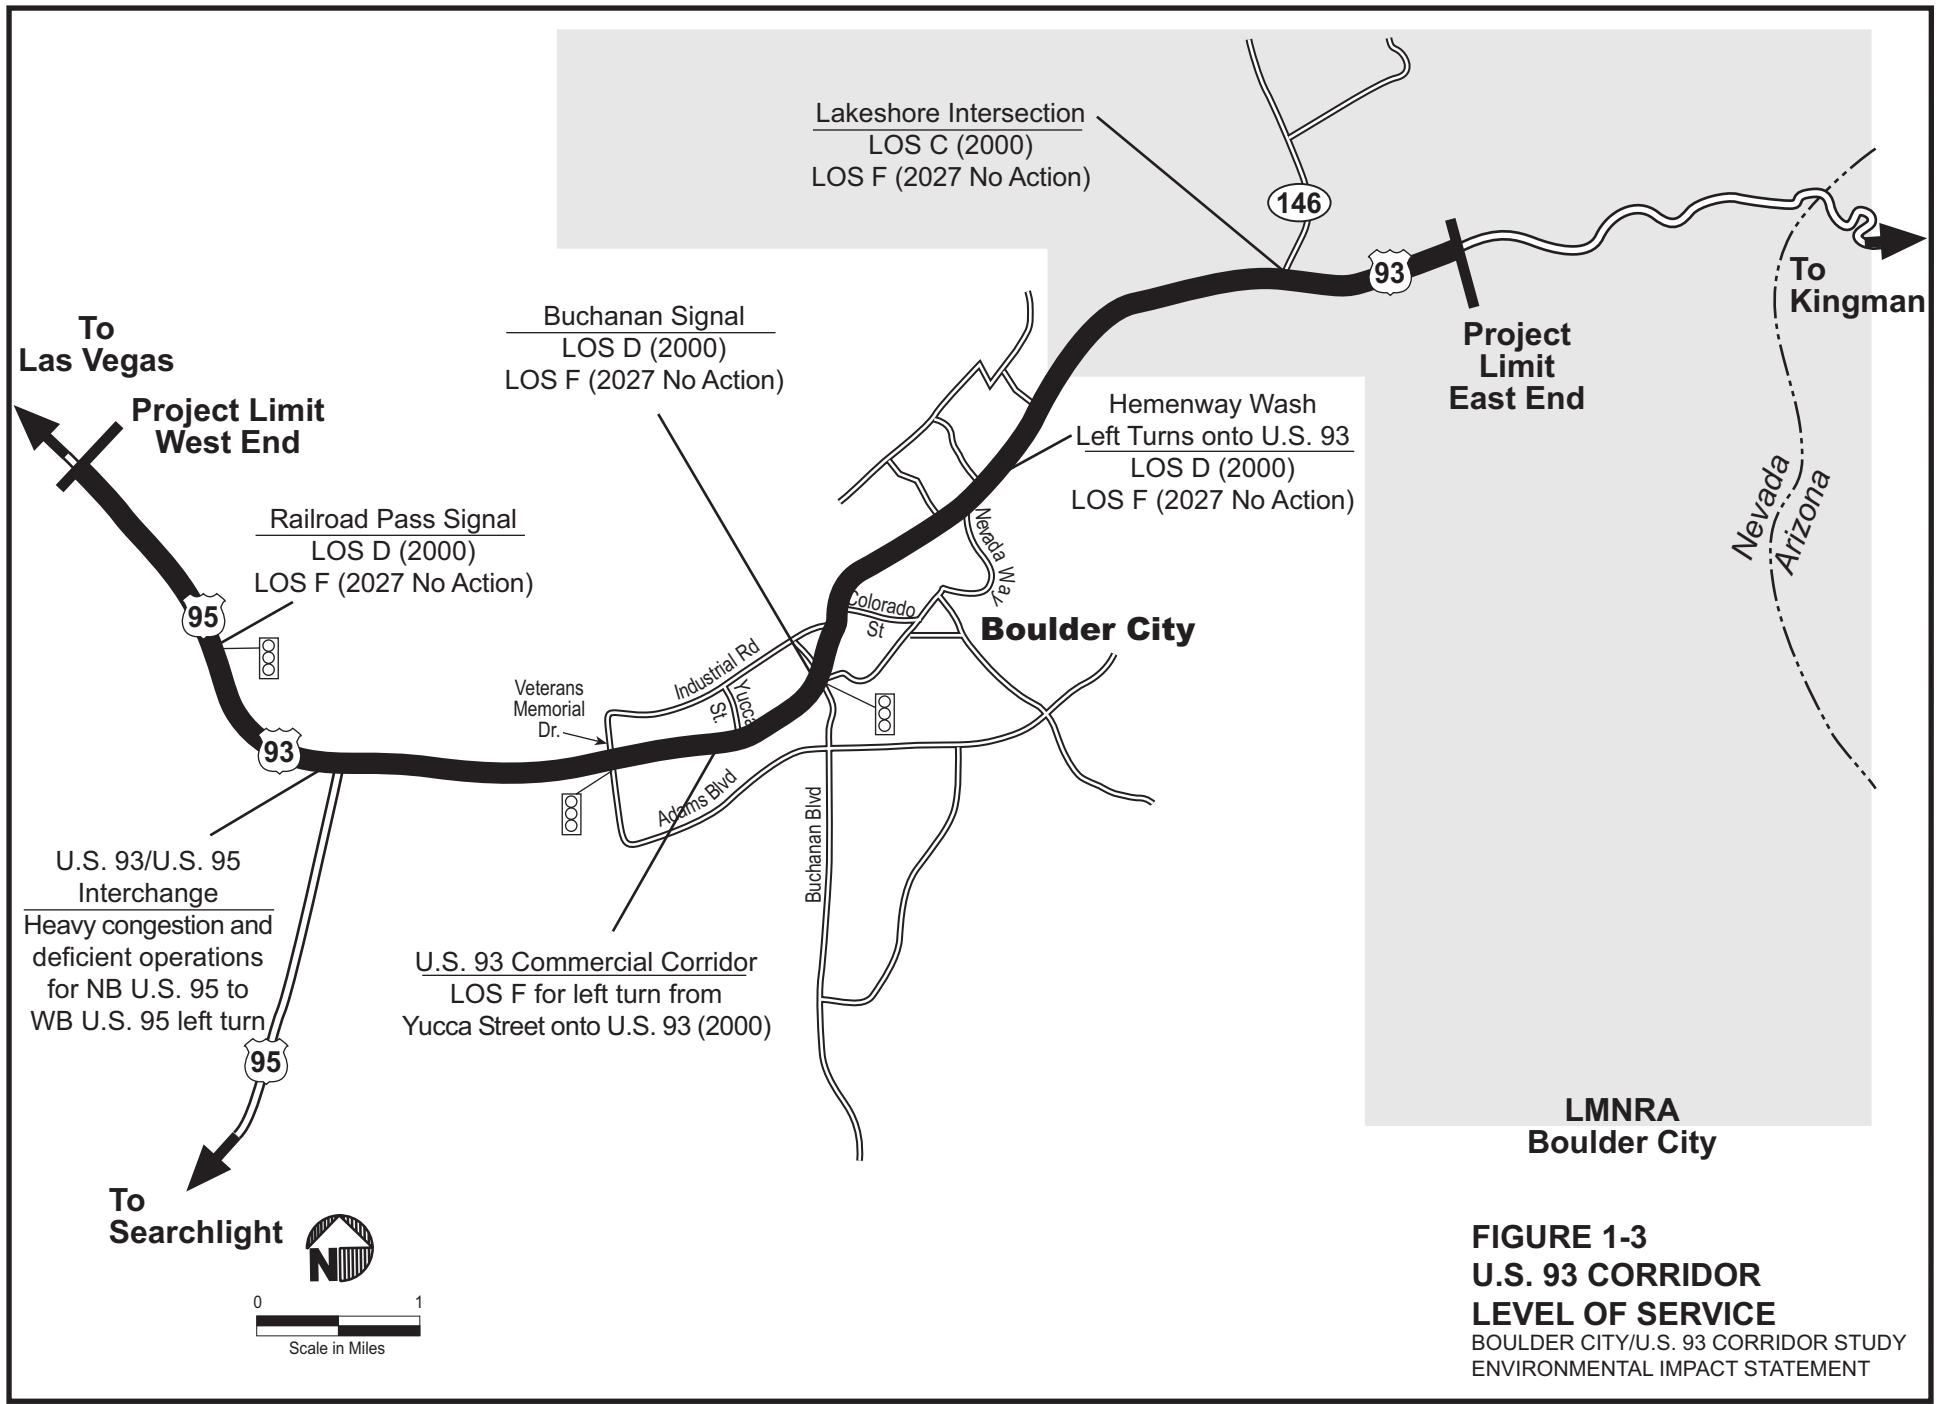 Lakeshore Intersection
LOS C (2000)
LOS F (2027 No Action)
146
93
To
Kingman
Project
Limit
East End
Buchanan Signal
LOS D (2000)
LOS F (2027 No Action)
To
Las Vegas
Project Limit
West End
Hemenway Wash
Left Turns onto U.S. 93
LOS D (2000)
LOS F (2027 No Action)
Nevada
Arizona
Railroad Pass Signal
LOS D (2000)
LOS F (2027 No Action)
95
Nevada Way
Colorado
St
Boulder City
Industrial Rd
Yucca
St.
Veterans
Memorial
Dr.
93
Adams Blvd
Buchanan Blvd
U.S. 93/U.S. 95
Interchange
Heavy congestion and
deficient operations
for NB U.S. 95 to
WB U.S. 95 left turn
U.S. 93 Commercial Corridor
LOS F for left turn from
Yucca Street onto U.S. 93 (2000)
95
To
Searchlight
N
0 1
Scale in Miles
LMNRA
Boulder City
FIGURE 1-3
U.S. 93 CORRIDOR
LEVEL OF SERVICE
BOULDER CITY/U.S. 93 CORRIDOR STUDY
ENVIRONMENTAL IMPACT STATEMENT